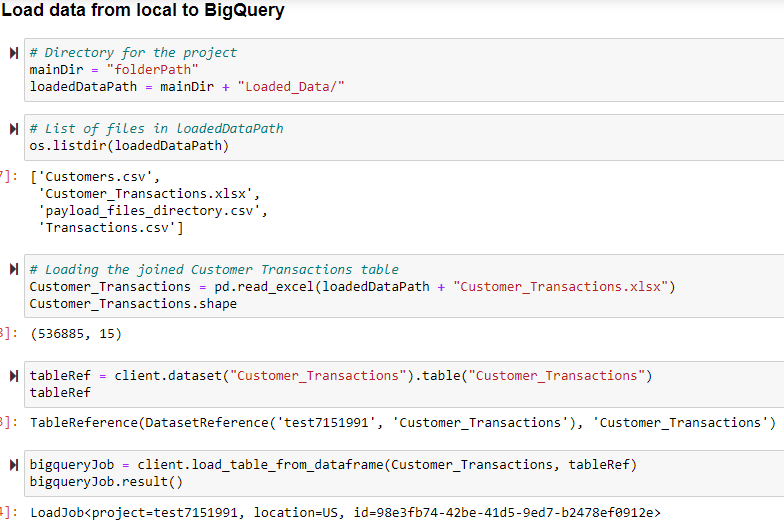 Load data from local to BigQuery
# Directory for the project
mainDir = "folderPath"
loadedDataPath = mainDir + "Loaded_Data/"
# List of files in loadedDataPath
os.listdir(loadedDataPath)
7]: ['Customers.csv',
'Customer_Transactions.xlsx',
'payload_files_directory.csv',
'Transactions.csv']
# Loading the joined Customer Transactions table
Customer_Transactions = pd.read_excel(loadedDataPath + "Customer_Transactions.xlsx")
Customer_Transactions.shape
3]: (536885, 15)
tableRef = client.dataset("Customer_Transactions").table("Customer_Transactions")
tableRef
3]: TableReference(DatasetReference('test7151991', 'Customer_Transactions'), 'Customer_Transactions')
bigqueryJob = client.load_table_from_dataframe(Customer_Transactions, tableRef)
bigqueryJob.result()
4]: LoadJob<project=test7151991, location=US, id=98e3fb74-42be-41d5-9ed7-b2478ef0912e>